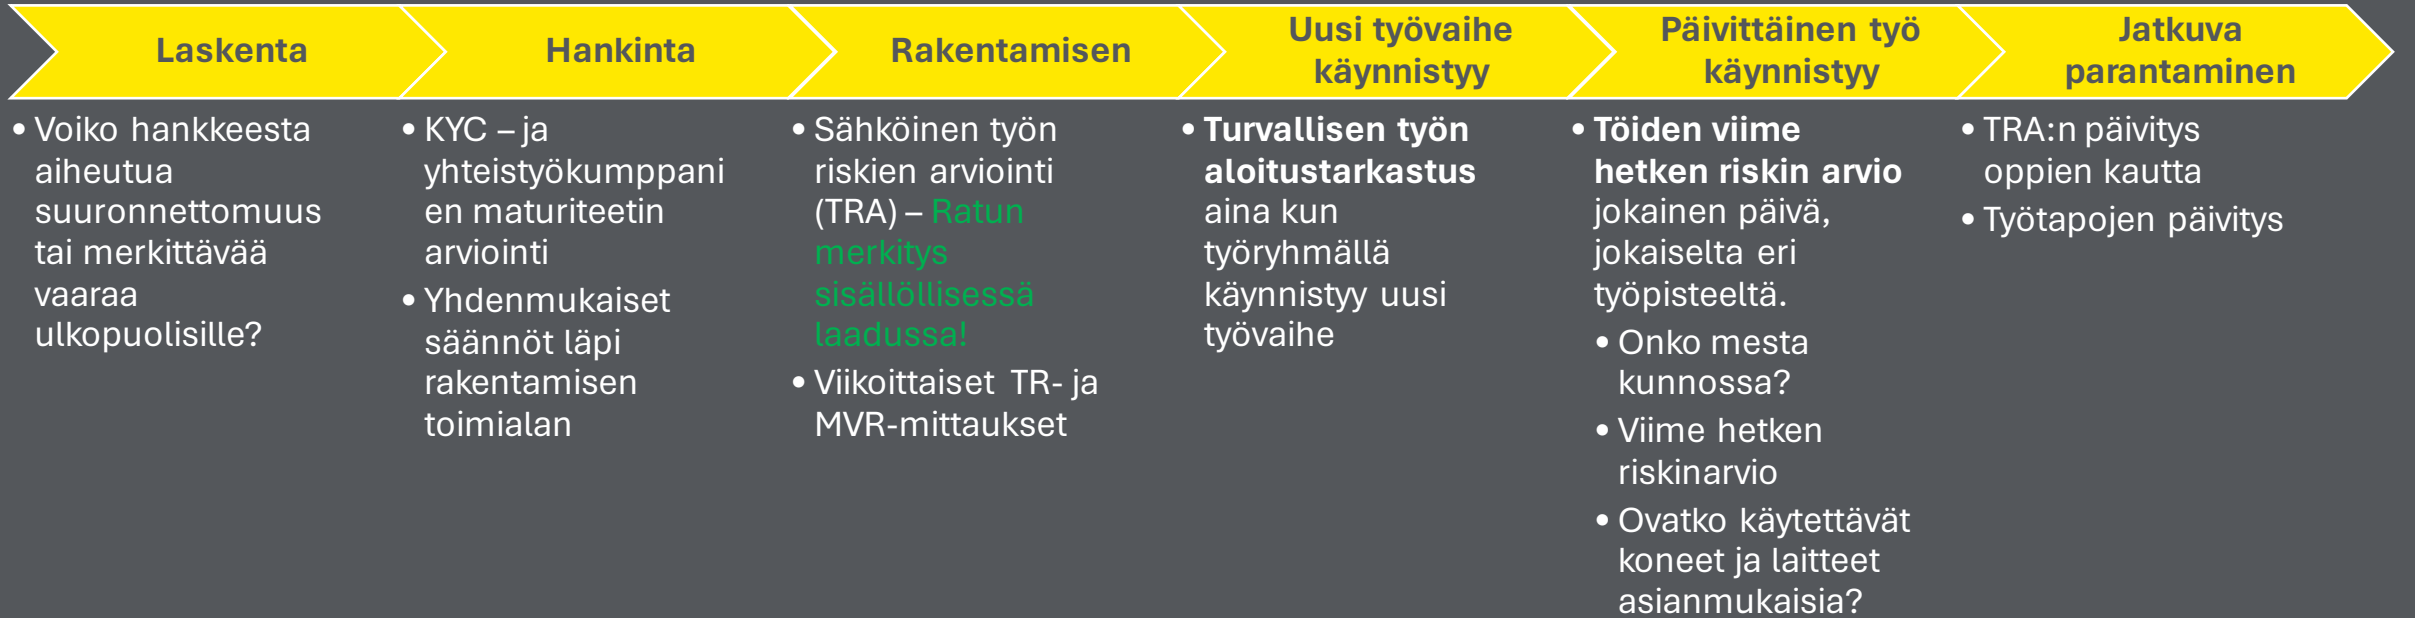 Laskenta
• Voiko hankkeesta
aiheutua
suuronnettomuus
tai merkittävää
vaaraa
ulkopuolisille?
Hankinta
• KYC – ja
yhteistyökumppani
en maturiteetin
arviointi
• Yhdenmukaiset
säännöt läpi
rakentamisen
toimialan
Rakentamisen
• Sähköinen työn
riskien arviointi
(TRA) – Ratun
merkitys
sisällöllisessä
laadussa!
• Viikoittaiset TR- ja
MVR-mittaukset
Uusi työvaihe
käynnistyy
• Turvallisen työn
aloitustarkastus
aina kun
työryhmällä
käynnistyy uusi
työvaihe
Päivittäinen työ
käynnistyy
• Töiden viime
hetken riskin arvio
jokainen päivä,
jokaiselta eri
työpisteeltä.
• Onko mesta
kunnossa?
• Viime hetken
riskinarvio
• Ovatko käytettävät
koneet ja laitteet
asianmukaisia?
Jatkuva
parantaminen
• TRA:n päivitys
oppien kautta
• Työtapojen päivitys